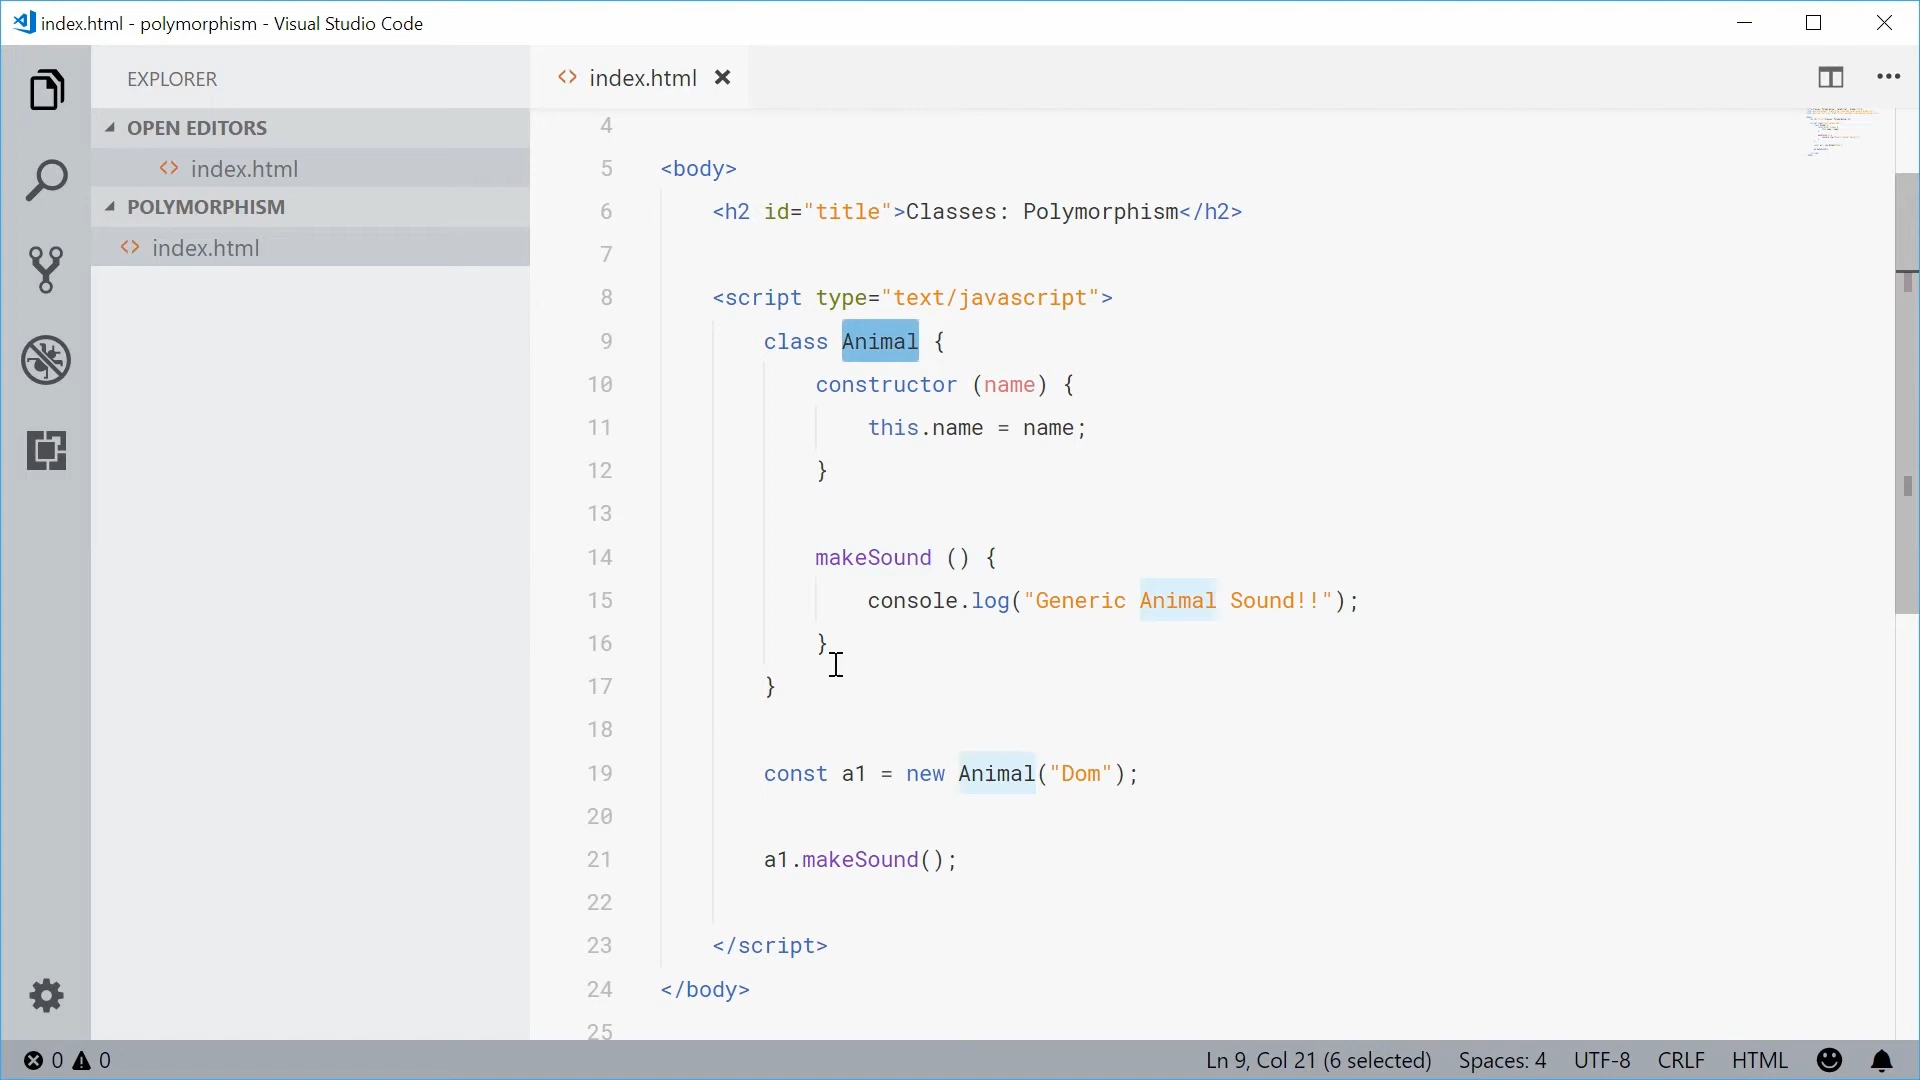 index.html - polymorphism - Visual Studio Code
EXPLORER
OPEN EDITORS
<> index.html
POLYMORPHISM
<> index.html
<> index.html
4
5 <body>
6 <h2 id="title">Classes: Polymorphism</h2>
7
8 <script type="text/javascript">
9 class Animal {
10 constructor (name) {
11 this.name = name;
12 }
13
14 makeSound () {
15 console.log("Generic Animal Sound!!");
16 }
17 }
18
19 const a1 = new Animal("Dom");
20
21 a1.makeSound();
22
23 </script>
24 </body>
25
0 0 Ln 9, Col 21 (6 selected) Spaces: 4 UTF-8 CRLF HTML